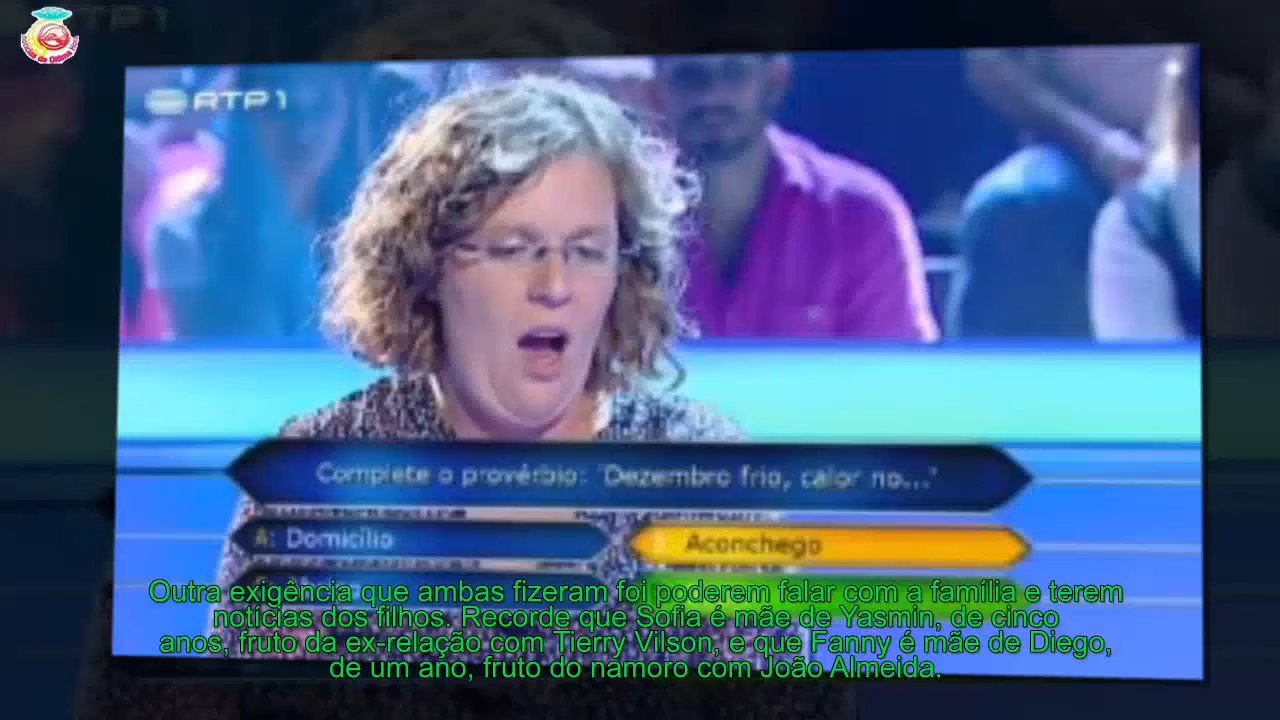 RTP 1
Complete o provérbio: "Dezembro frio, calor no..."
A: Domicílio
Aconchego
Outra exigência que ambas fizeram foi poderem falar com a família e terem
notícias dos filhos. Recorde que Sofia é mãe de Yasmin, de cinco
anos, fruto da ex-relação com Tierry Vilson, e que Fanny é mãe de Diego,
de um ano, fruto do namoro com João Almeida.